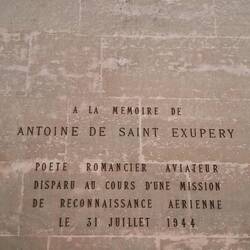 A LA MEMOIRE DE
ANTOINE DE SAINT EXUPERY
POETE ROMANCIER AVIATEUR
DISPARU AU COURS D'UNE MISSION
DE RECONNAISSANCE AERIENNE
LE 31 JUILLET 1944